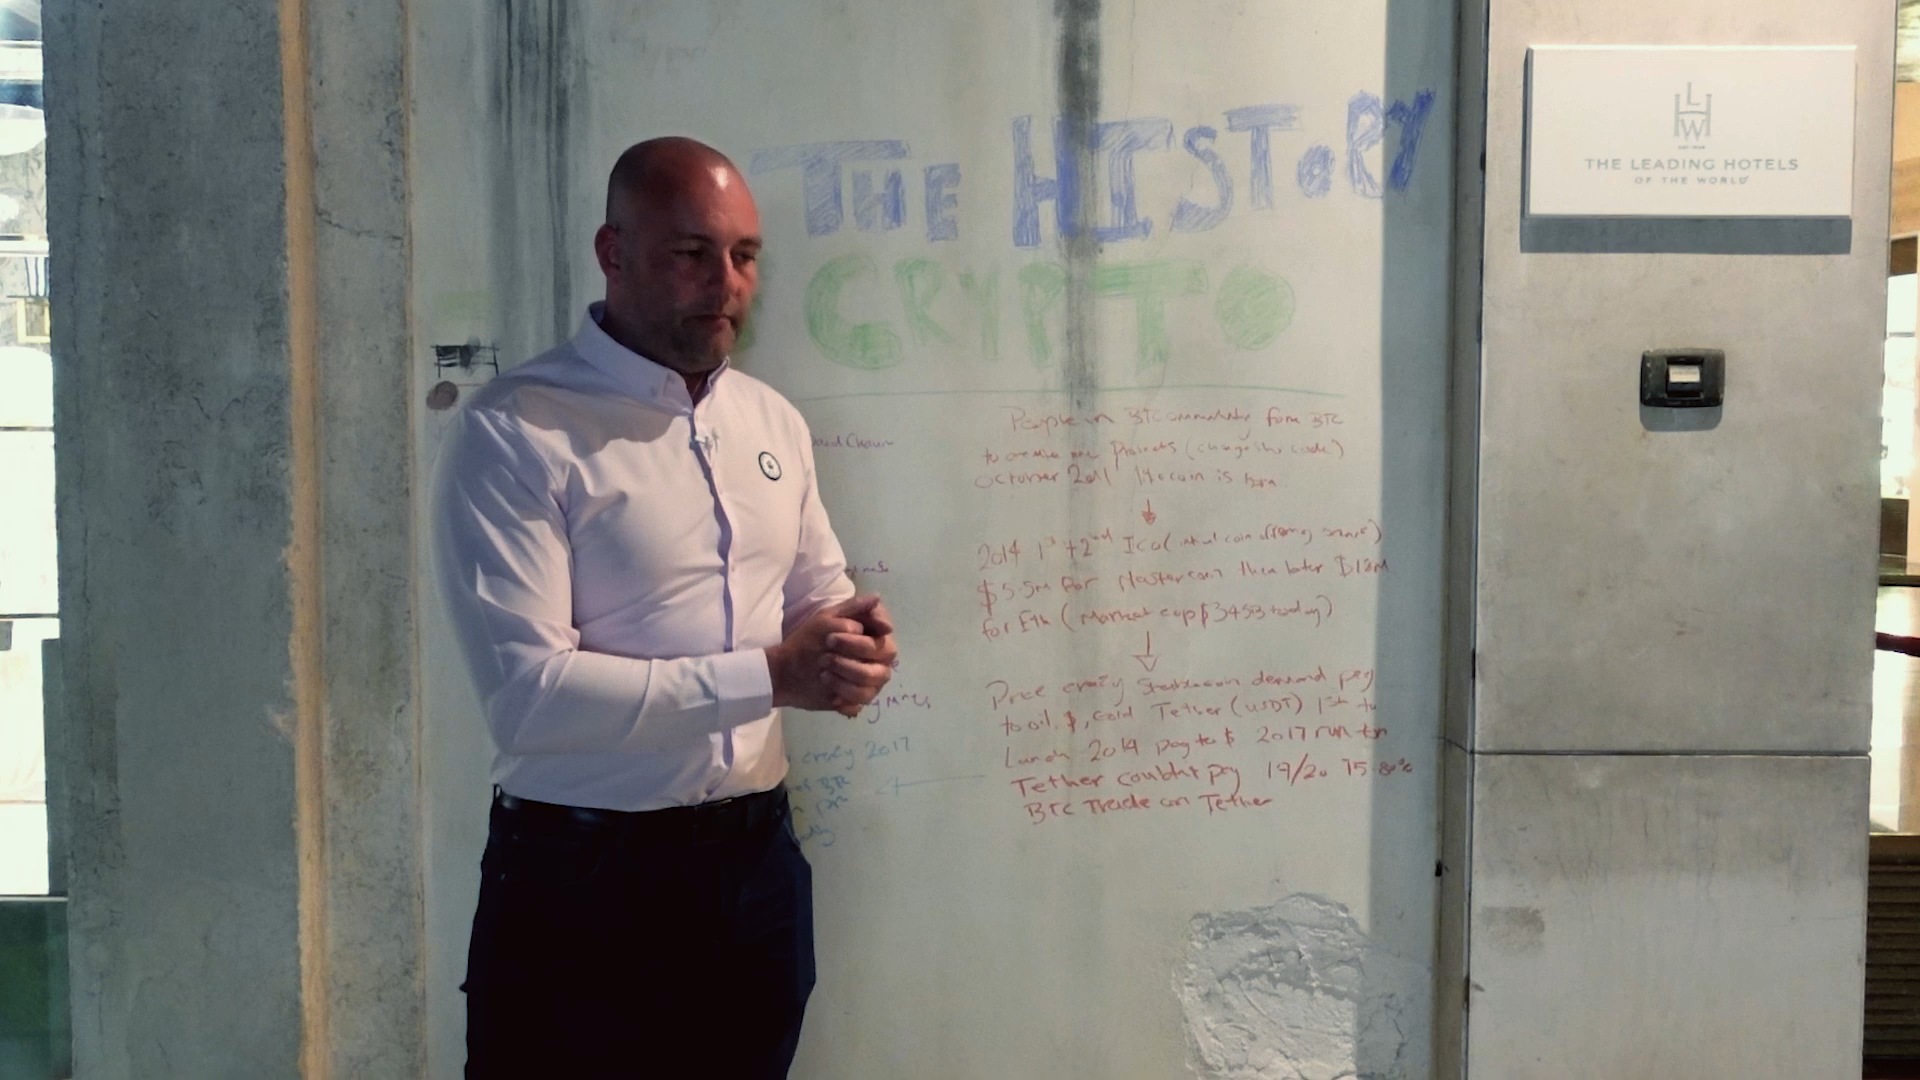 THE HISTORY
CRYPTO
Chaum
People in BTC community form BTC
to new Projects (change the code)
October 2011 litecoin is born
2014 1st + 2nd ICO (initial coin offering)
$5.5m for Mastercoin then later $18M
for Eth (Market cap $345B today)
Price crazy Stablecoin demand peg
to oil, $, Gold Tether (USDT) 1st to
Launch 2014 peg to $ 2017 run on
Tether couldn't pay 19/20 75-80%
BTC Trade on Tether
crazy 2017
LHW
THE LEADING HOTELS
OF THE WORLD